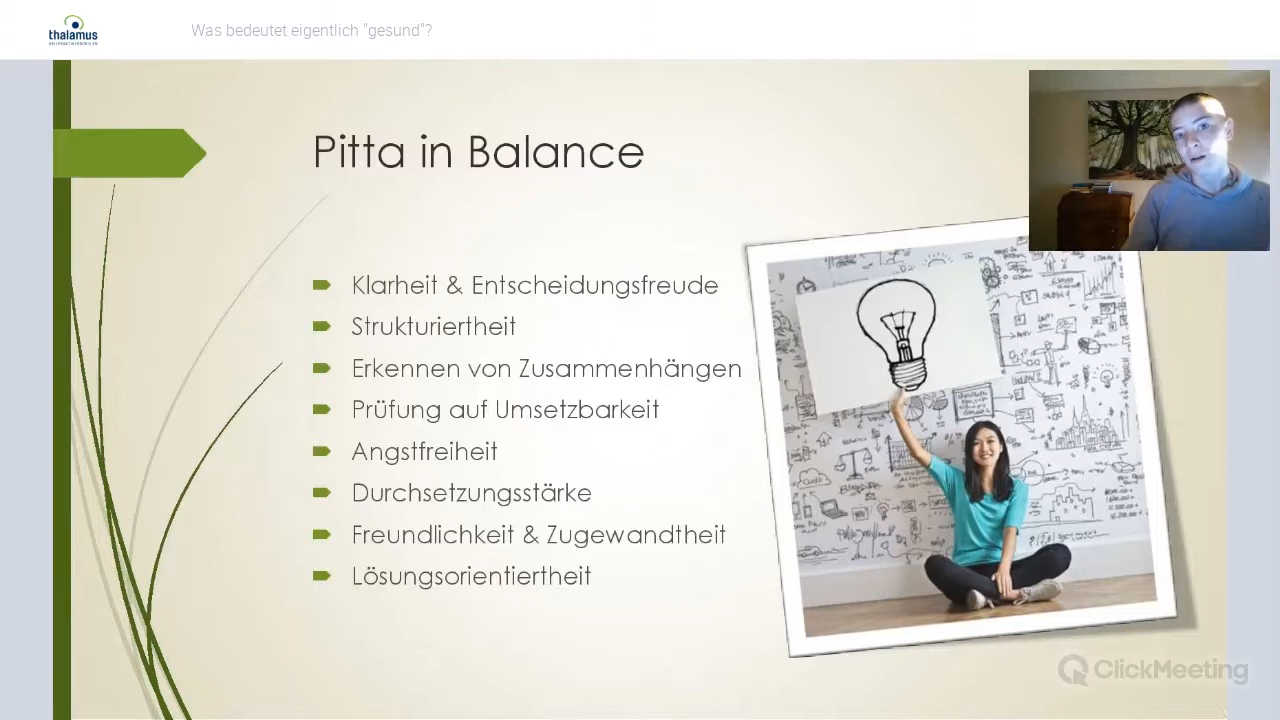 thalamus
HEILPRAKTIKERSCHULEN
Was bedeutet eigentlich "gesund"?
Pitta in Balance
Klarheit & Entscheidungsfreude
Strukturiertheit
Erkennen von Zusammenhängen
Prüfung auf Umsetzbarkeit
Angstfreiheit
Durchsetzungsstärke
Freundlichkeit & Zugewandtheit
Lösungsorientiertheit
ClickMeeting